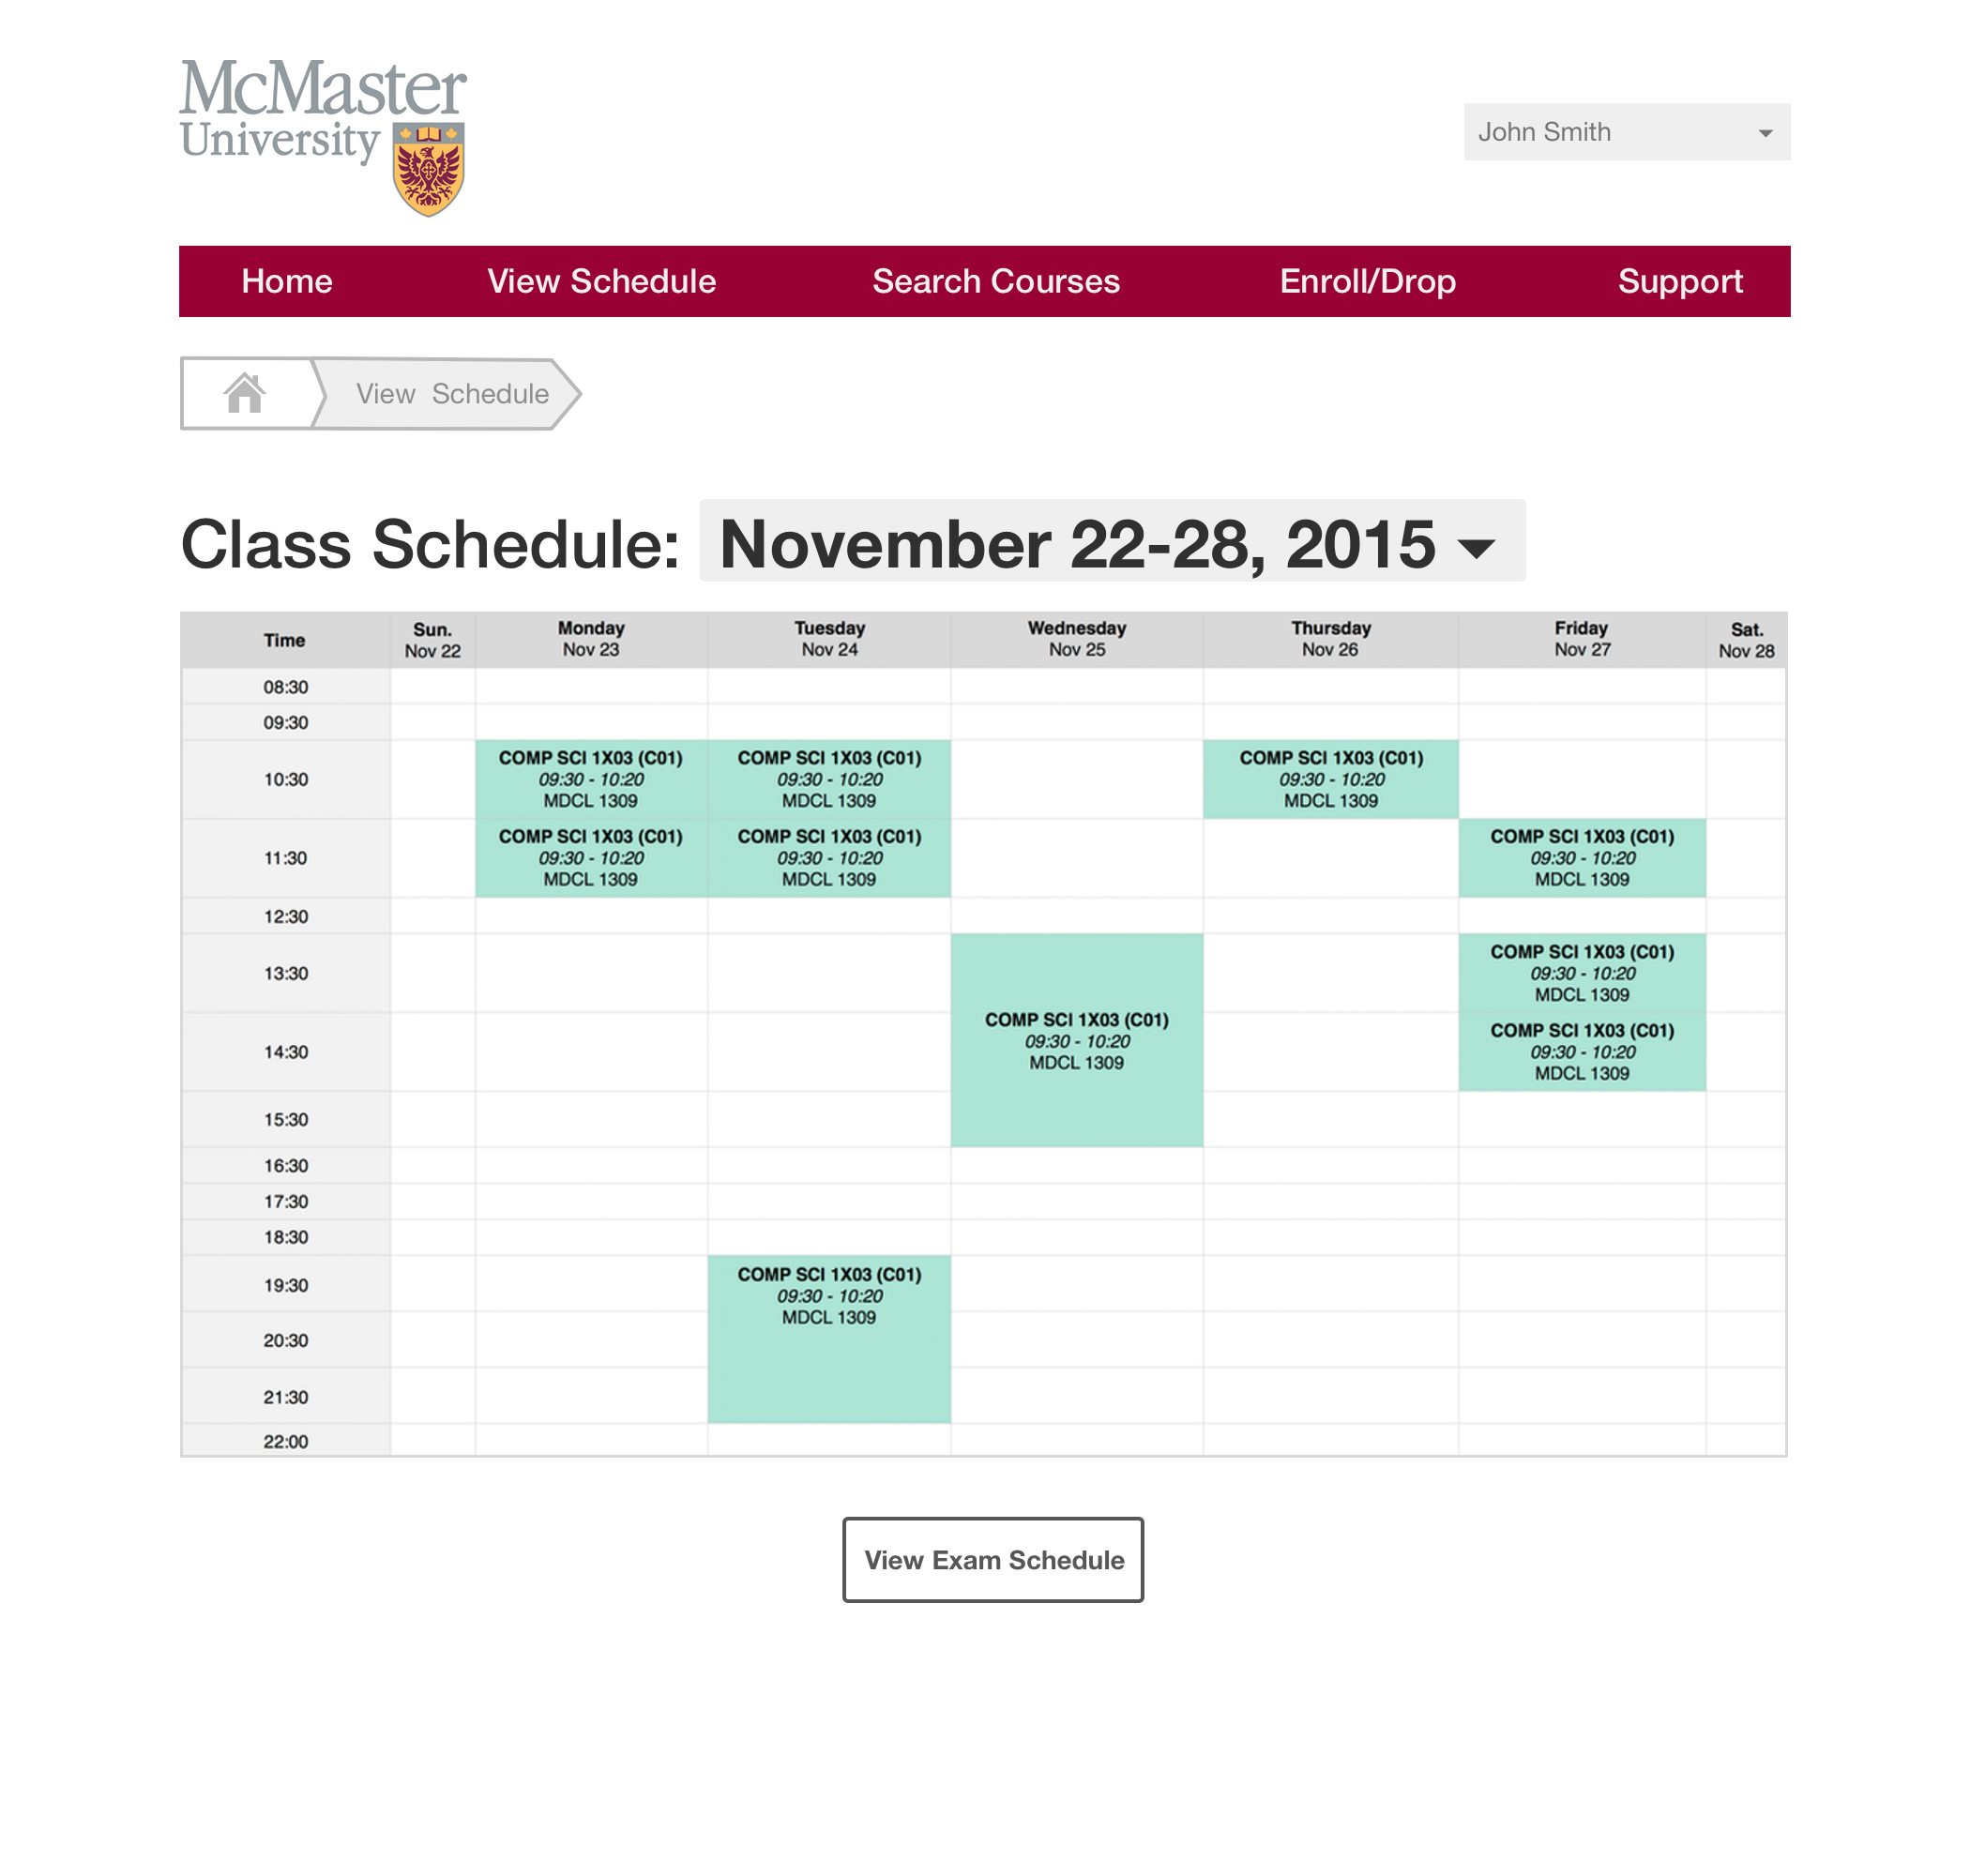 McMaster
University
John Smith
Home View Schedule Search Courses Enroll/Drop Support
View Schedule
Class Schedule: November 22-28, 2015
Time Sun. Monday Tuesday Wednesday Thursday Friday Sat.
Nov 22 Nov 23 Nov 24 Nov 25 Nov 26 Nov 27 Nov 28
08:30
09:30
10:30
COMP SCI 1X03 (C01) COMP SCI 1X03 (C01) COMP SCI 1X03 (C01)
09:30 - 10:20 09:30 - 10:20 09:30 - 10:20
MDCL 1309 MDCL 1309 MDCL 1309
11:30
COMP SCI 1X03 (C01) COMP SCI 1X03 (C01) COMP SCI 1X03 (C01)
09:30 - 10:20 09:30 - 10:20 09:30 - 10:20
MDCL 1309 MDCL 1309 MDCL 1309
12:30
13:30
COMP SCI 1X03 (C01)
09:30 - 10:20
MDCL 1309
14:30
COMP SCI 1X03 (C01) COMP SCI 1X03 (C01)
09:30 - 10:20 09:30 - 10:20
MDCL 1309 MDCL 1309
15:30
16:30
17:30
18:30
19:30
COMP SCI 1X03 (C01)
09:30 - 10:20
MDCL 1309
20:30
21:30
22:00
View Exam Schedule